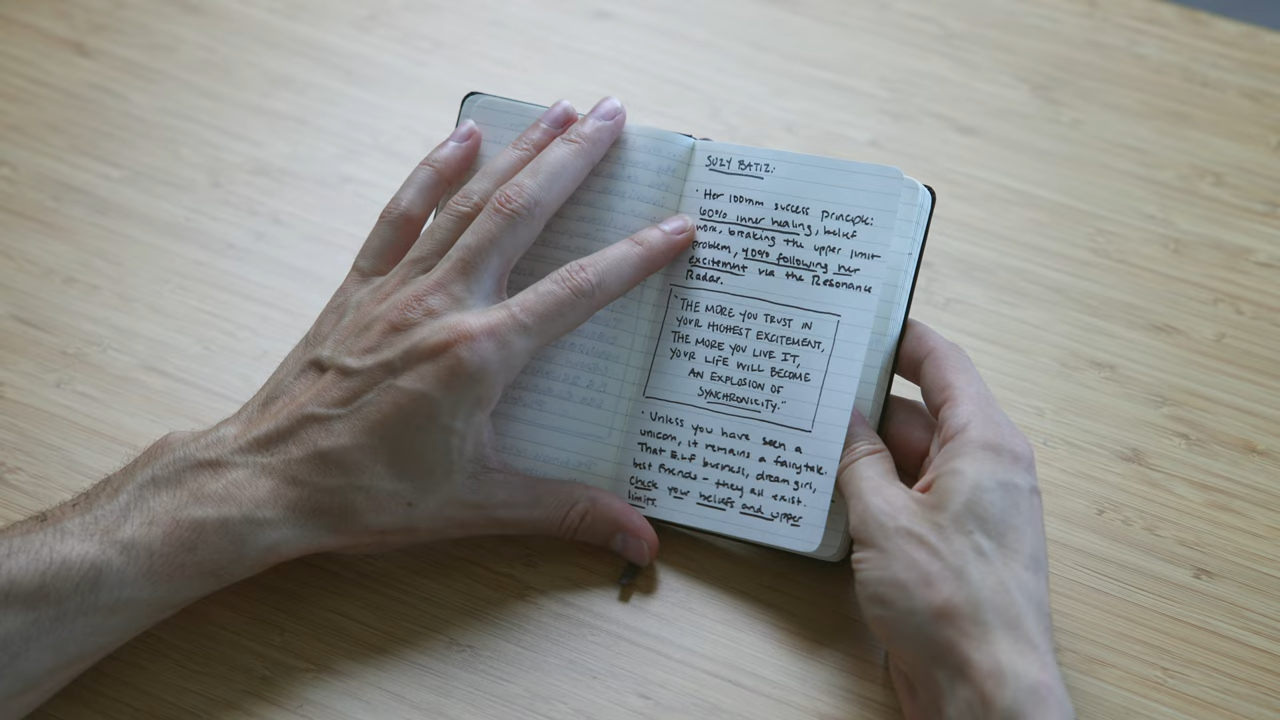 SUZY BATIZ:
· Her 100mm success principle:
60% inner healing, belief
work, breaking the upper limit
problem, 40% following her
excitement via the Resonance
Radar.
"THE MORE YOU TRUST IN
YOUR HIGHEST EXCITEMENT,
THE MORE YOU LIVE IT,
YOUR LIFE WILL BECOME
AN EXPLOSION OF
SYNCHRONICITY."
· Unless you have seen a
unicorn, it remains a fairytale.
That E.L.F business, dream girl,
best friends - they all exist.
Check your beliefs and upper
limits.